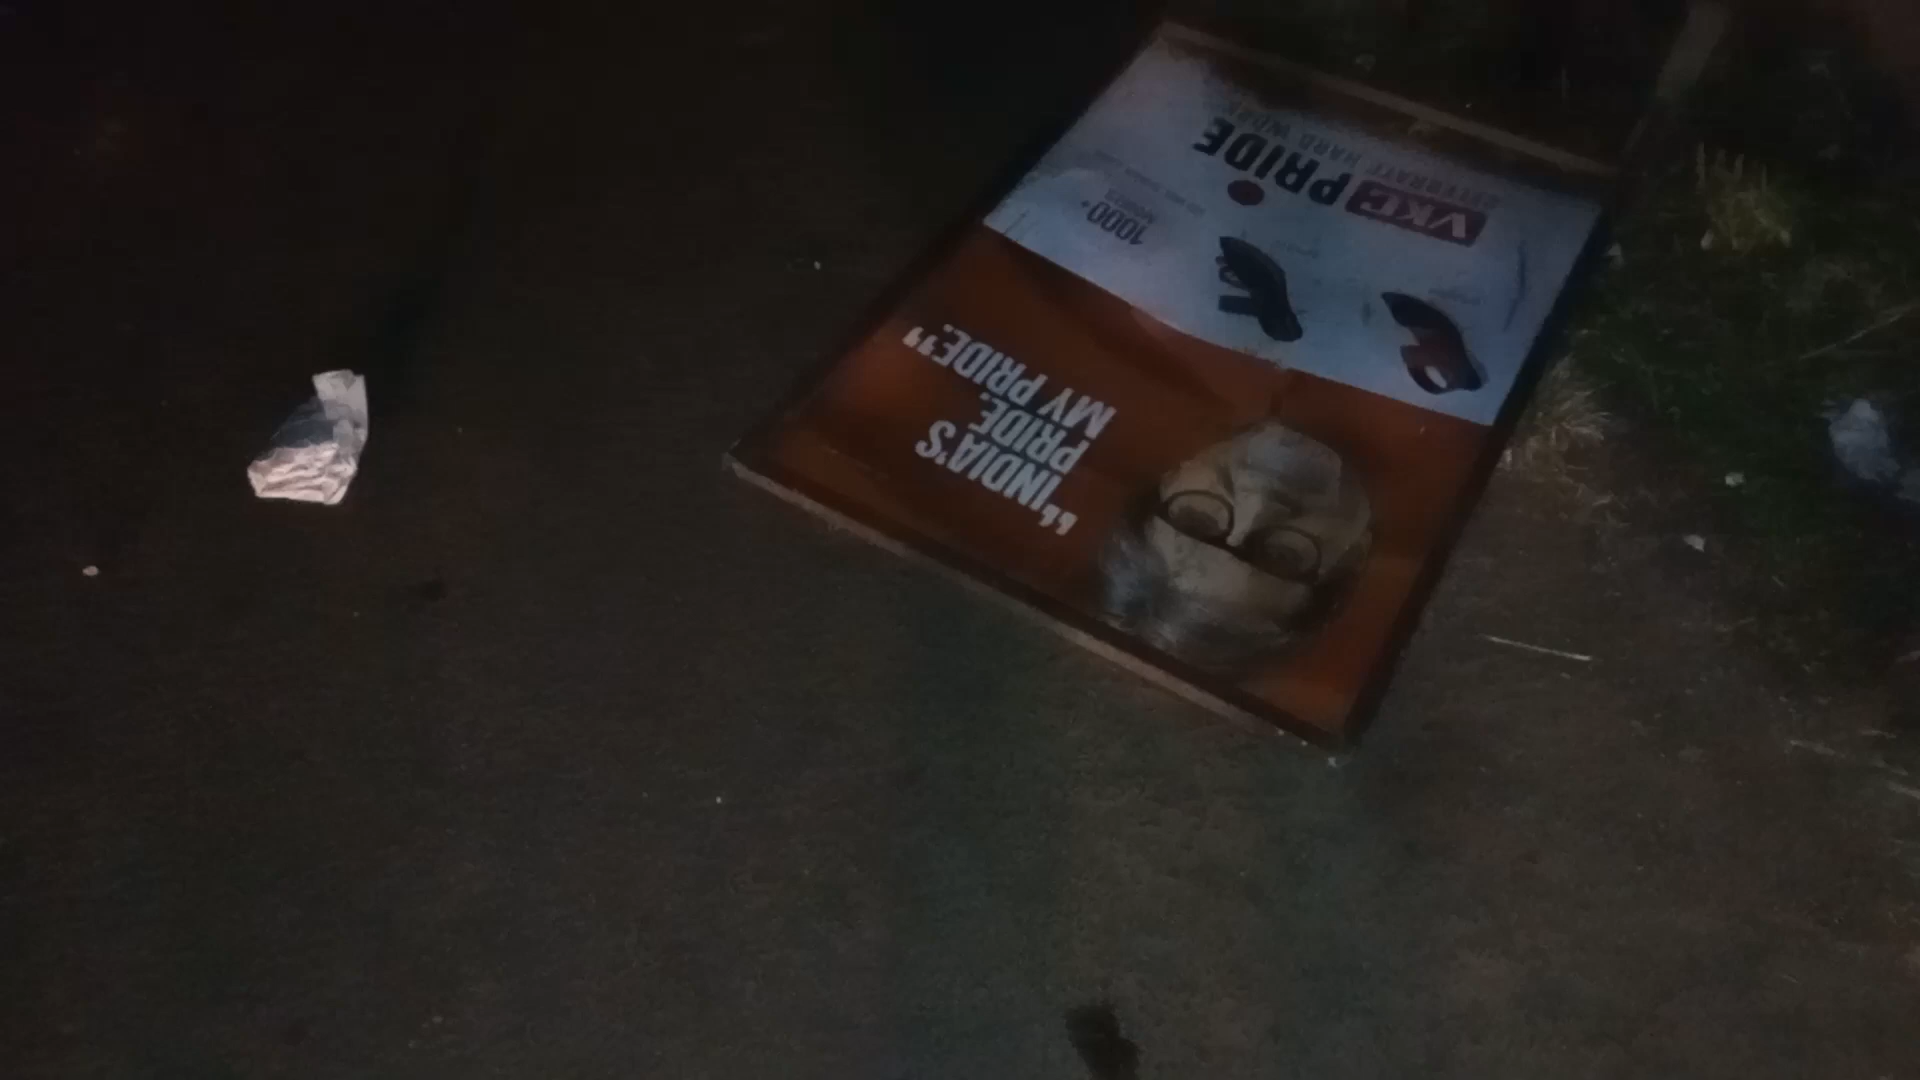 "INDIA'S
PRIDE.
MY PRIDE."
1000+
VKC PRIDE
CELEBRATE HARD WORK